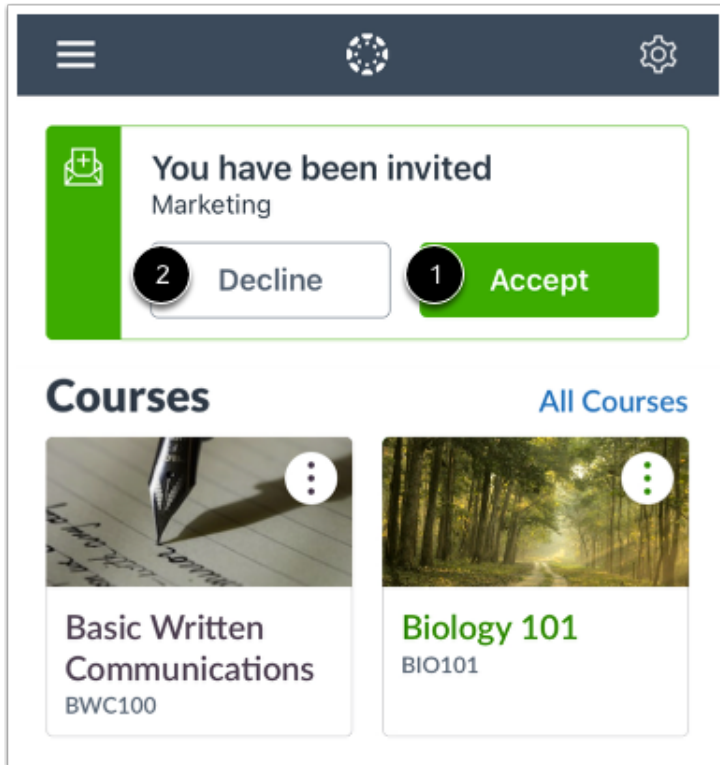 You have been invited
Marketing
2 Decline 1 Accept
Courses All Courses
Basic Written
Communications
BWC100
Biology 101
BIO101